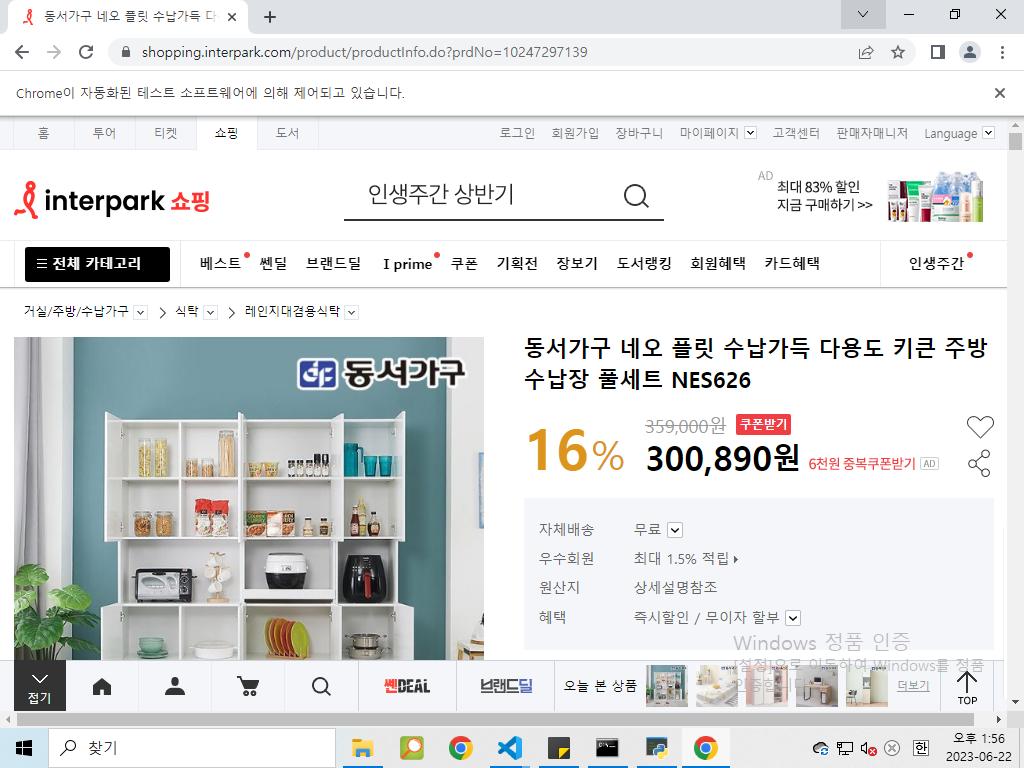 동서가구 네오 플릿 수납가득 다
shopping.interpark.com/product/productInfo.do?prdNo=10247297139
Chrome이 자동화된 테스트 소프트웨어에 의해 제어되고 있습니다.
홈 투어 티켓 쇼핑 도서 로그인 회원가입 장바구니 마이페이지 고객센터 판매자매니저 Language
interpark 쇼핑
인생주간 상반기
AD 최대 83% 할인
지금 구매하기 >>
전체 카테고리 베스트 쎈딜 브랜드딜 I prime 쿠폰 기획전 장보기 도서랭킹 회원혜택 카드혜택 인생주간
거실/주방/수납가구 > 식탁 > 레인지대겸용식탁
동서가구
동서가구 네오 플릿 수납가득 다용도 키큰 주방
수납장 풀세트 NES626
16%
359,000원 쿠폰받기
300,890원 6천원 중복쿠폰받기 AD
자체배송 무료
우수회원 최대 1.5% 적립
원산지 상세설명참조
혜택 즉시할인 / 무이자 할부
Windows 정품 인증
[설정]으로 이동하여 Windows를 정품
인증합니다.
접기
쎈DEAL
브랜드딜
오늘 본 상품
더보기
TOP
찾기
한
오후 1:56
2023-06-22